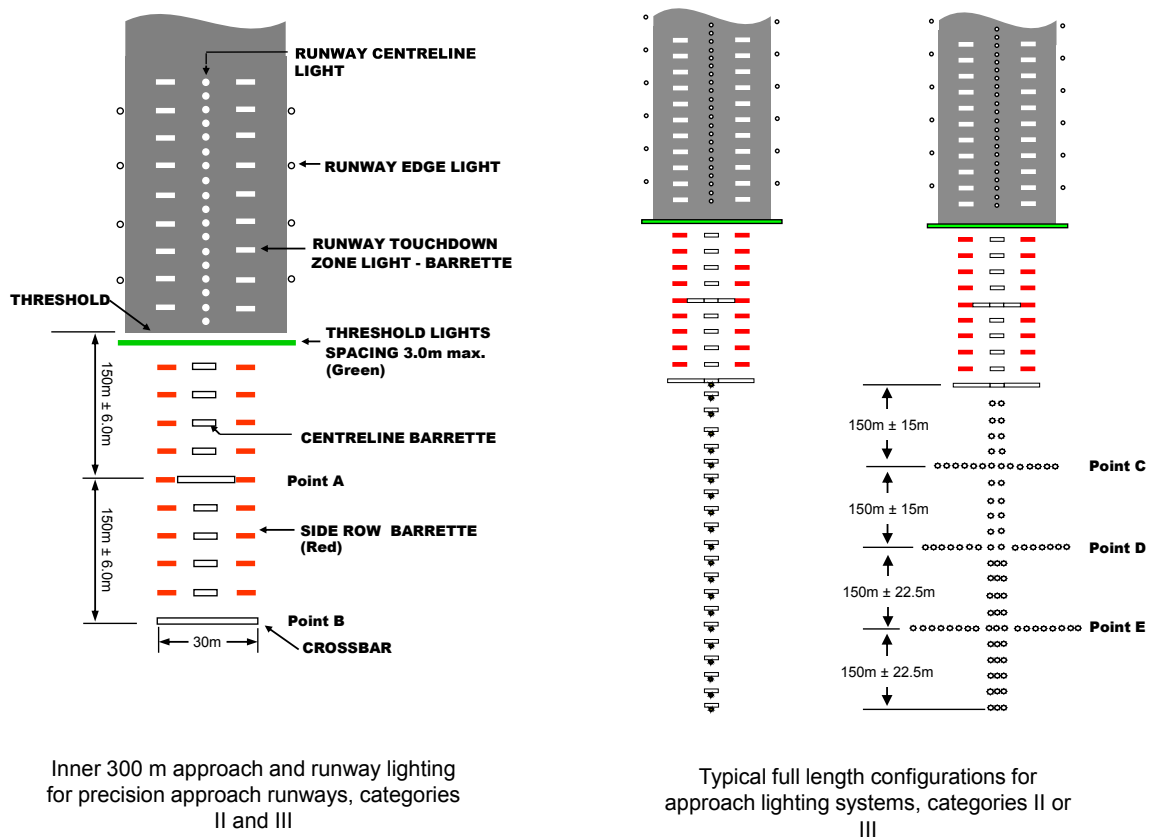 RUNWAY CENTRELINE
LIGHT
RUNWAY EDGE LIGHT
RUNWAY TOUCHDOWN
ZONE LIGHT - BARRETTE
THRESHOLD
THRESHOLD LIGHTS
SPACING 3.0m max.
(Green)
150m ± 6.0m
CENTRELINE BARRETTE
Point A
150m ± 6.0m
SIDE ROW BARRETTE
(Red)
Point B
30m
CROSSBAR
Inner 300 m approach and runway lighting
for precision approach runways, categories
II and III
150m ± 15m
Point C
150m ± 15m
Point D
150m ± 22.5m
Point E
150m ± 22.5m
Typical full length configurations for
approach lighting systems, categories II or
III